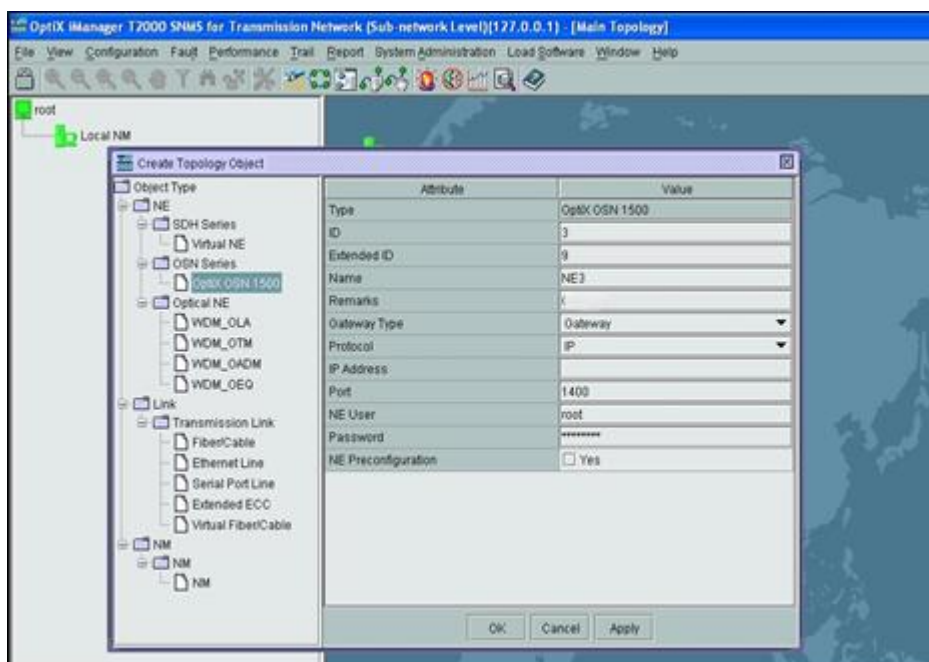 OptiX iManager T2000 SNMS for Transmission Network (Sub-network Level)(127.0.0.1) - [Main Topology]
File View Configuration Fault Performance Trail Report System Administration Load Software Window Help
root
Local NM
Create Topology Object
Object Type
NE
SDH Series
Virtual NE
OSN Series
OptiX OSN 1500
Optical NE
WDM_OLA
WDM_OTM
WDM_OADM
WDM_OEQ
Link
Transmission Link
Fiber/Cable
Ethernet Line
Serial Port Line
Extended ECC
Virtual Fiber/Cable
NM
NM
NM
Attribute Value
Type OptiX OSN 1500
ID 3
Extended ID 9
Name NE3
Remarks
Gateway Type Gateway
Protocol IP
IP Address
Port 1400
NE User root
Password *********
NE Preconfiguration Yes
OK Cancel Apply